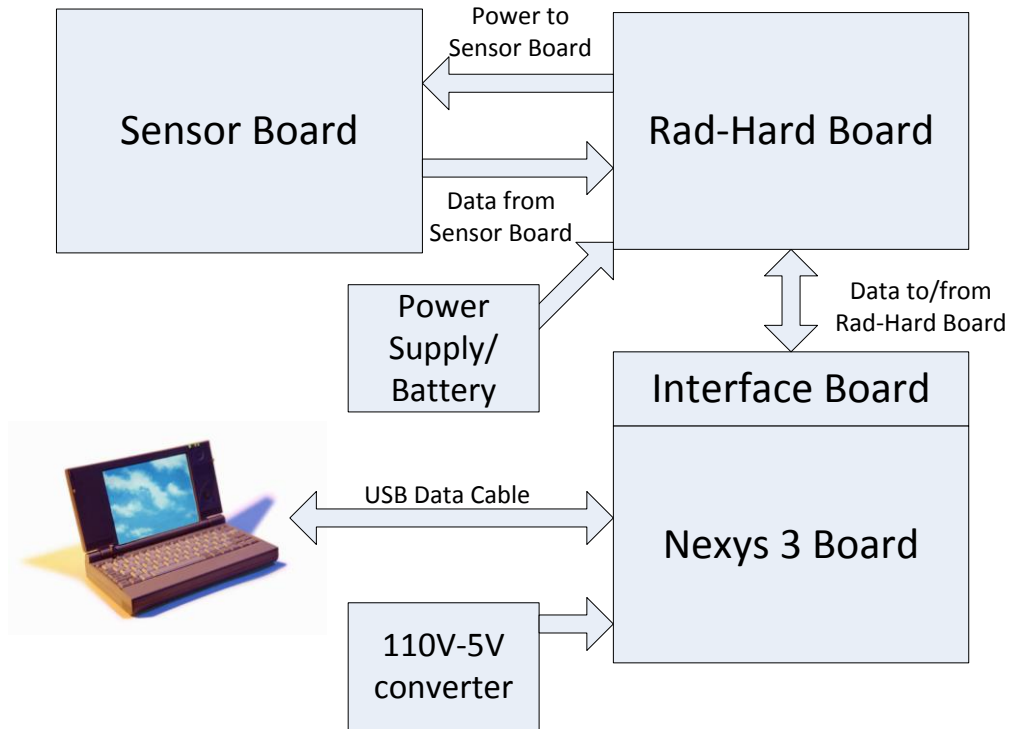 Power to
Sensor Board
Sensor Board
Rad-Hard Board
Data from
Sensor Board
Power
Supply/
Battery
Data to/from
Rad-Hard Board
Interface Board
USB Data Cable
Nexys 3 Board
110V-5V
converter